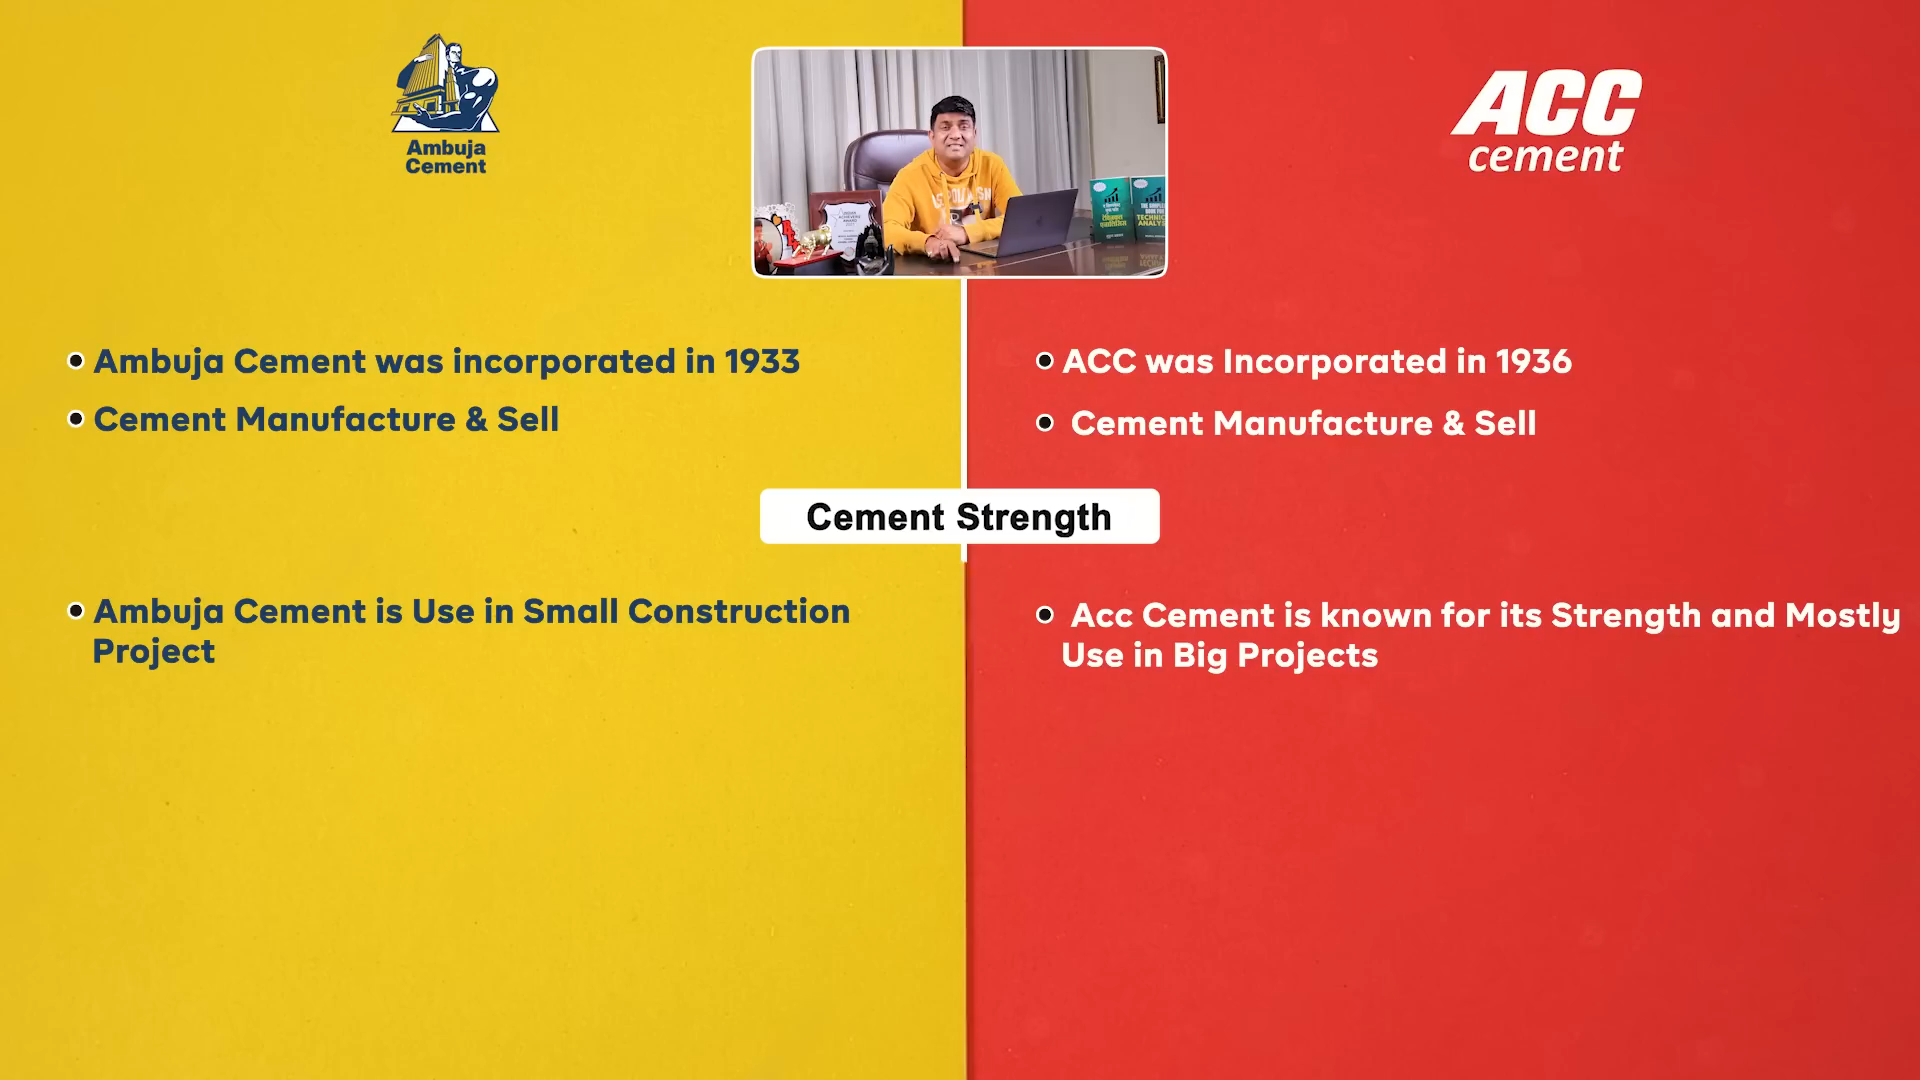 Ambuja
Cement
ACC
cement
TECHNICAL
ANALYSIS
Ambuja Cement was incorporated in 1933
Cement Manufacture & Sell
ACC was Incorporated in 1936
Cement Manufacture & Sell
Cement Strength
Ambuja Cement is Use in Small Construction
Project
Acc Cement is known for its Strength and Mostly
Use in Big Projects